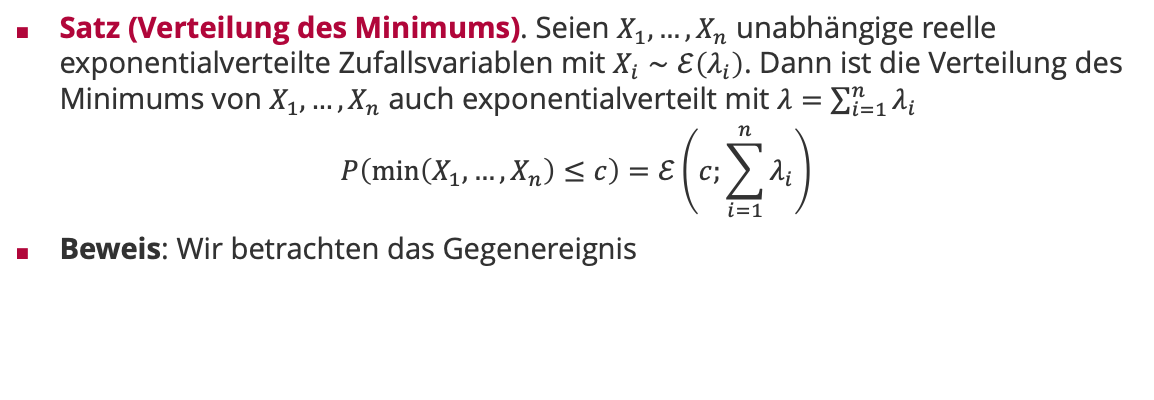 ▪ Satz (Verteilung des Minimums). Seien X₁, … , Xₙ unabhängige reelle
exponentialverteilte Zufallsvariablen mit Xᵢ ~ ℰ(λᵢ). Dann ist die Verteilung des
Minimums von X₁, … , Xₙ auch exponentialverteilt mit λ = ∑ⁿᵢ₌₁ λᵢ
P(min(X₁, … , Xₙ) ≤ c) = ℰ(c; ∑ⁿᵢ₌₁ λᵢ)
▪ Beweis: Wir betrachten das Gegenereignis